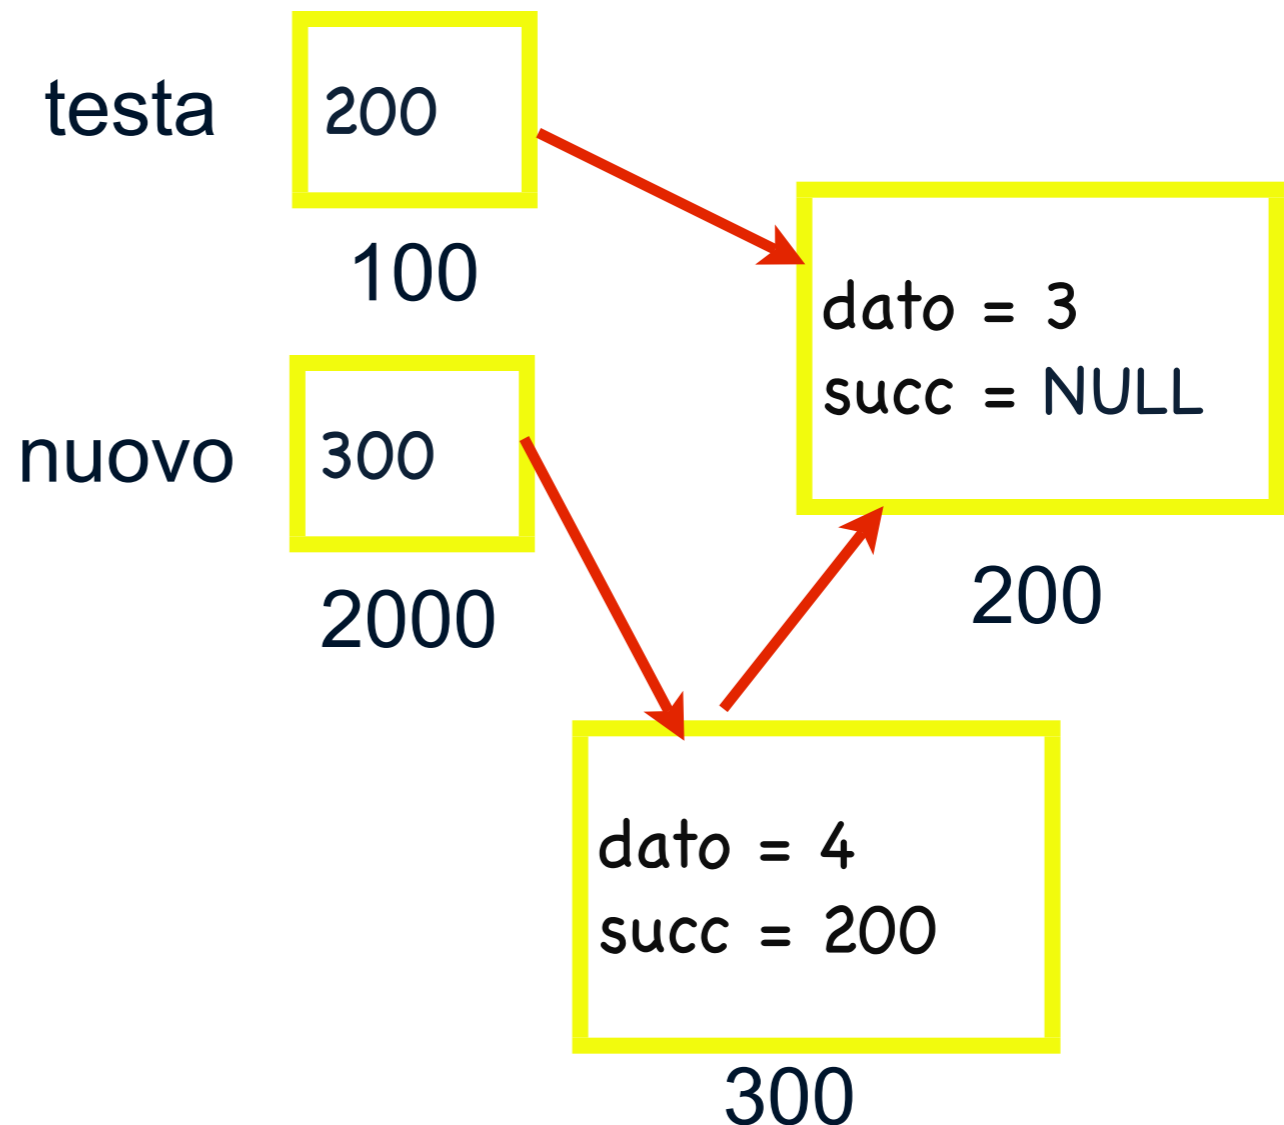 testa
200
100
nuovo
300
2000
dato = 3
succ = NULL
200
dato = 4
succ = 200
300